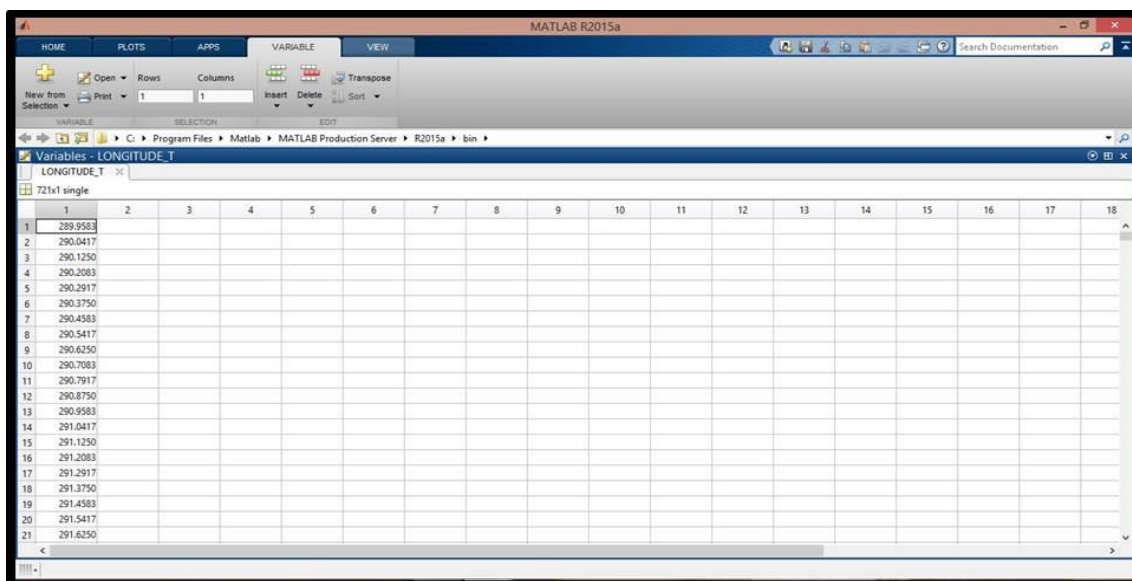 MATLAB R2015a
HOME PLOTS APPS VARIABLE VIEW Search Documentation
New from Selection Open Print Rows Columns 1 1 Insert Delete Transpose Sort
VARIABLE SELECTION EDIT
C: Program Files Matlab MATLAB Production Server R2015a bin
Variables - LONGITUDE_T
LONGITUDE_T
721x1 single
1 2 3 4 5 6 7 8 9 10 11 12 13 14 15 16 17 18
1 289.9583
2 290.0417
3 290.1250
4 290.2083
5 290.2917
6 290.3750
7 290.4583
8 290.5417
9 290.6250
10 290.7083
11 290.7917
12 290.8750
13 290.9583
14 291.0417
15 291.1250
16 291.2083
17 291.2917
18 291.3750
19 291.4583
20 291.5417
21 291.6250